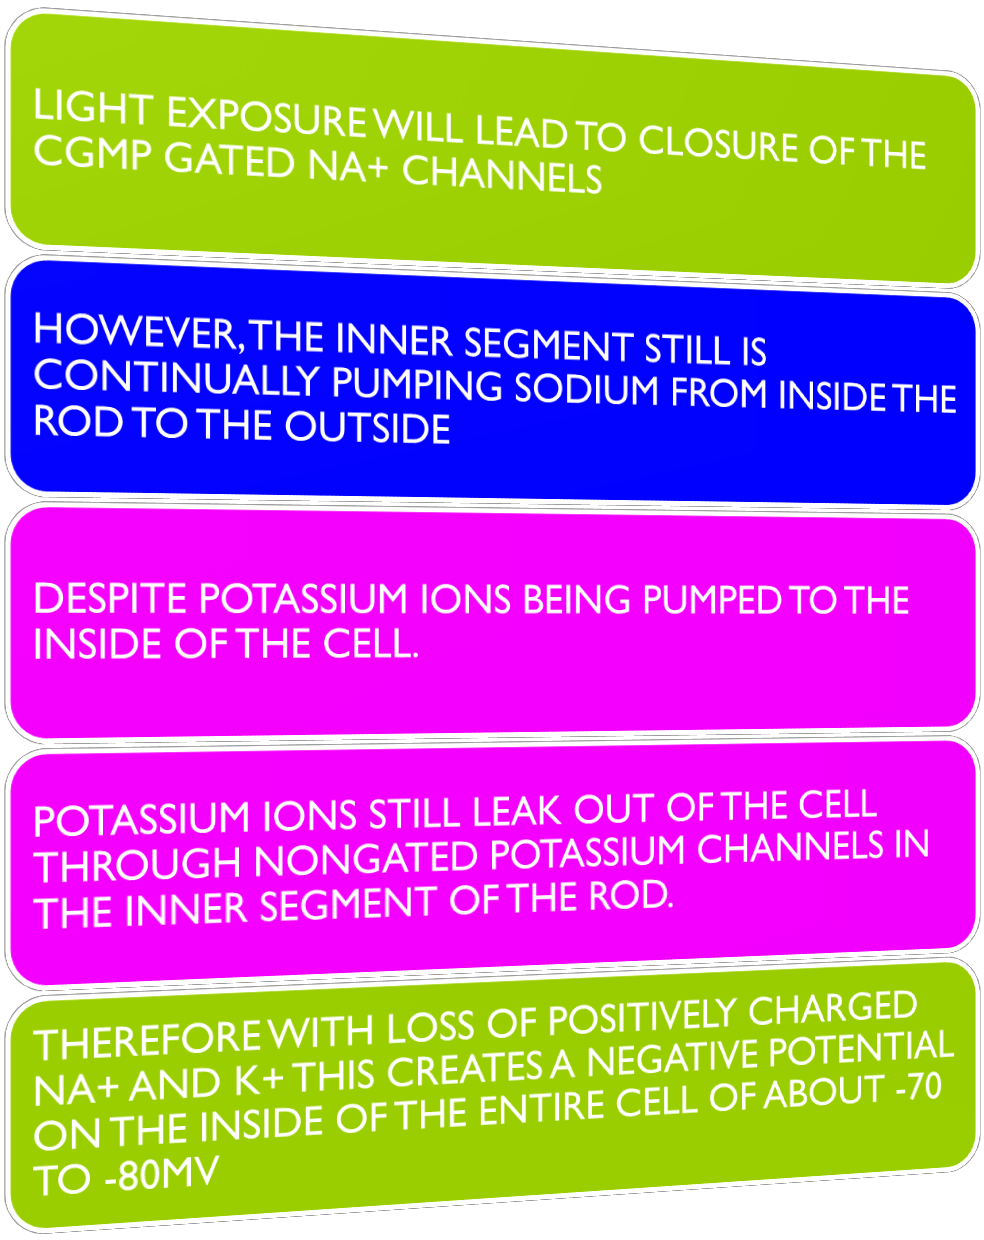 LIGHT EXPOSURE WILL LEAD TO CLOSURE OF THE
CGMP GATED NA+ CHANNELS
HOWEVER, THE INNER SEGMENT STILL IS
CONTINUALLY PUMPING SODIUM FROM INSIDE THE
ROD TO THE OUTSIDE
DESPITE POTASSIUM IONS BEING PUMPED TO THE
INSIDE OF THE CELL.
POTASSIUM IONS STILL LEAK OUT OF THE CELL
THROUGH NONGATED POTASSIUM CHANNELS IN
THE INNER SEGMENT OF THE ROD.
THEREFORE WITH LOSS OF POSITIVELY CHARGED
NA+ AND K+ THIS CREATES A NEGATIVE POTENTIAL
ON THE INSIDE OF THE ENTIRE CELL OF ABOUT -70
TO -80MV